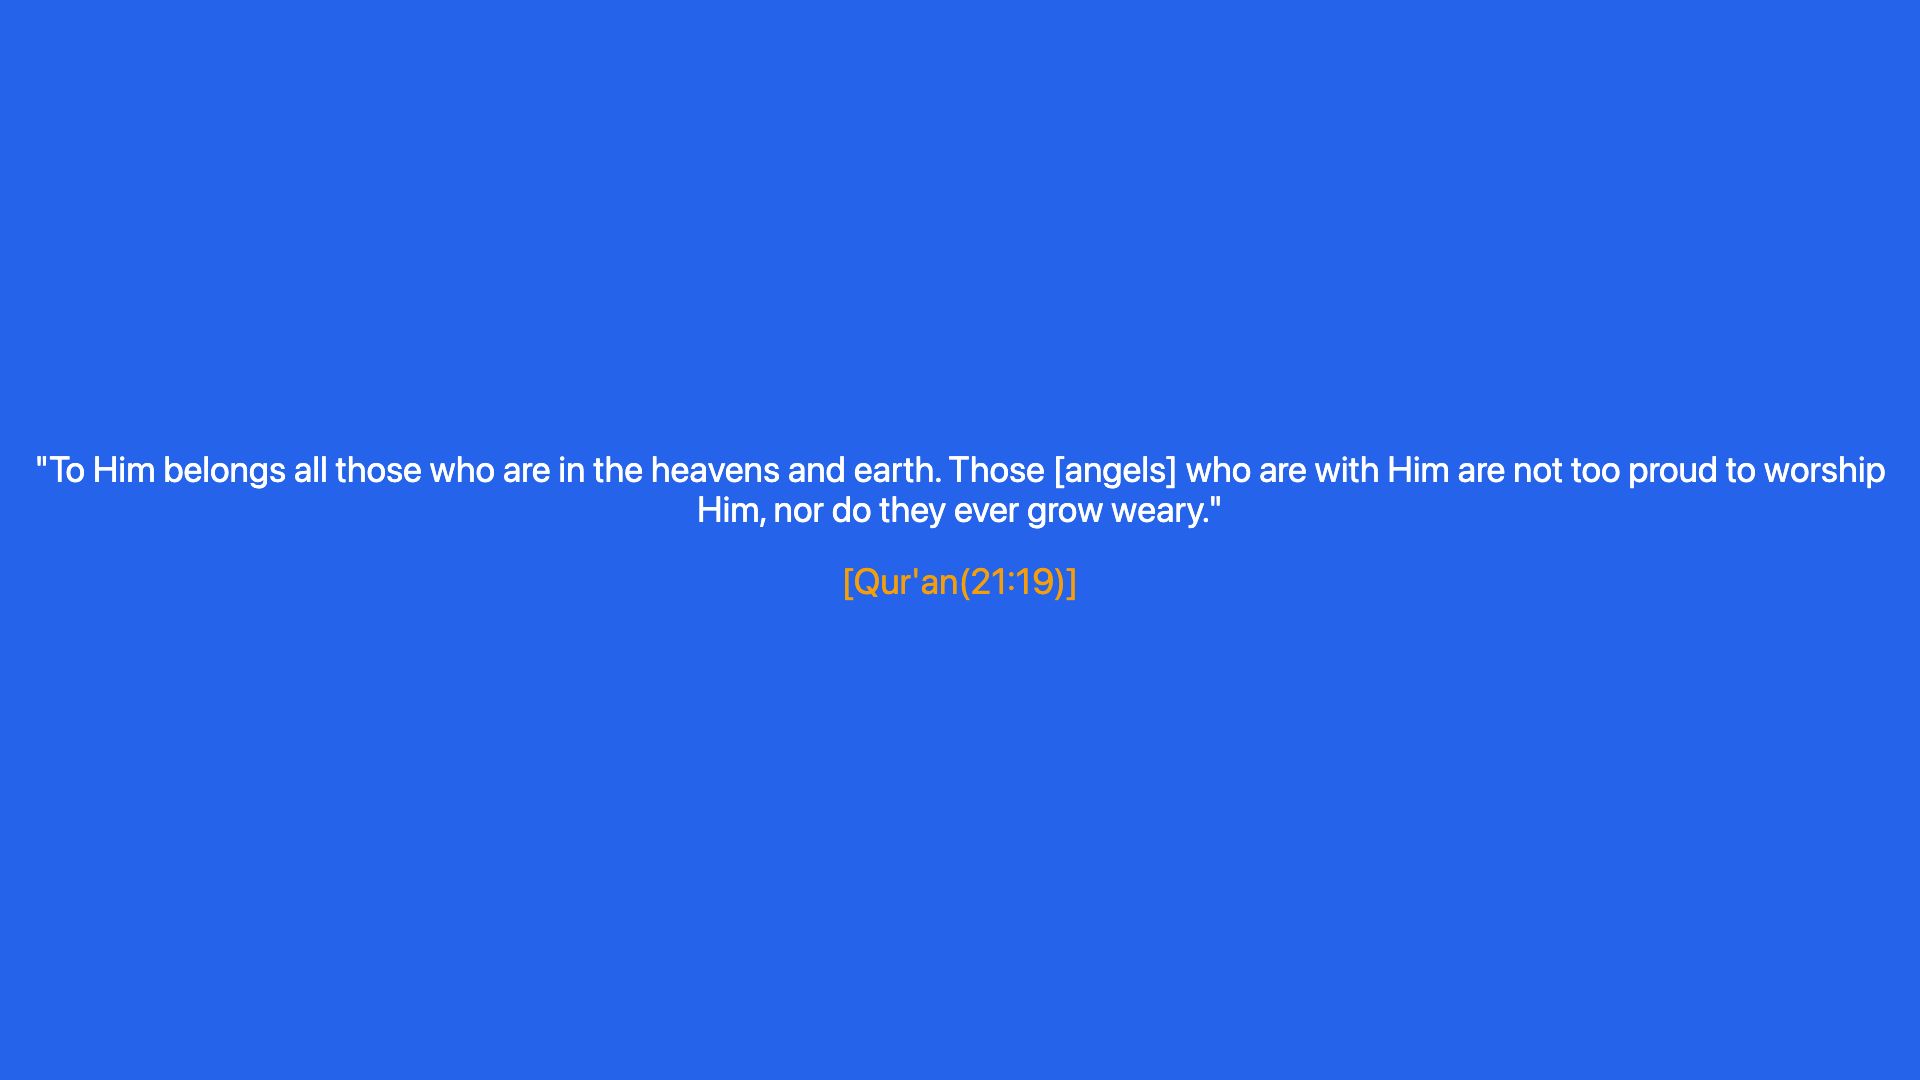 "To Him belongs all those who are in the heavens and earth. Those [angels] who are with Him are not too proud to worship
Him, nor do they ever grow weary."
[Qur'an(21:19)]